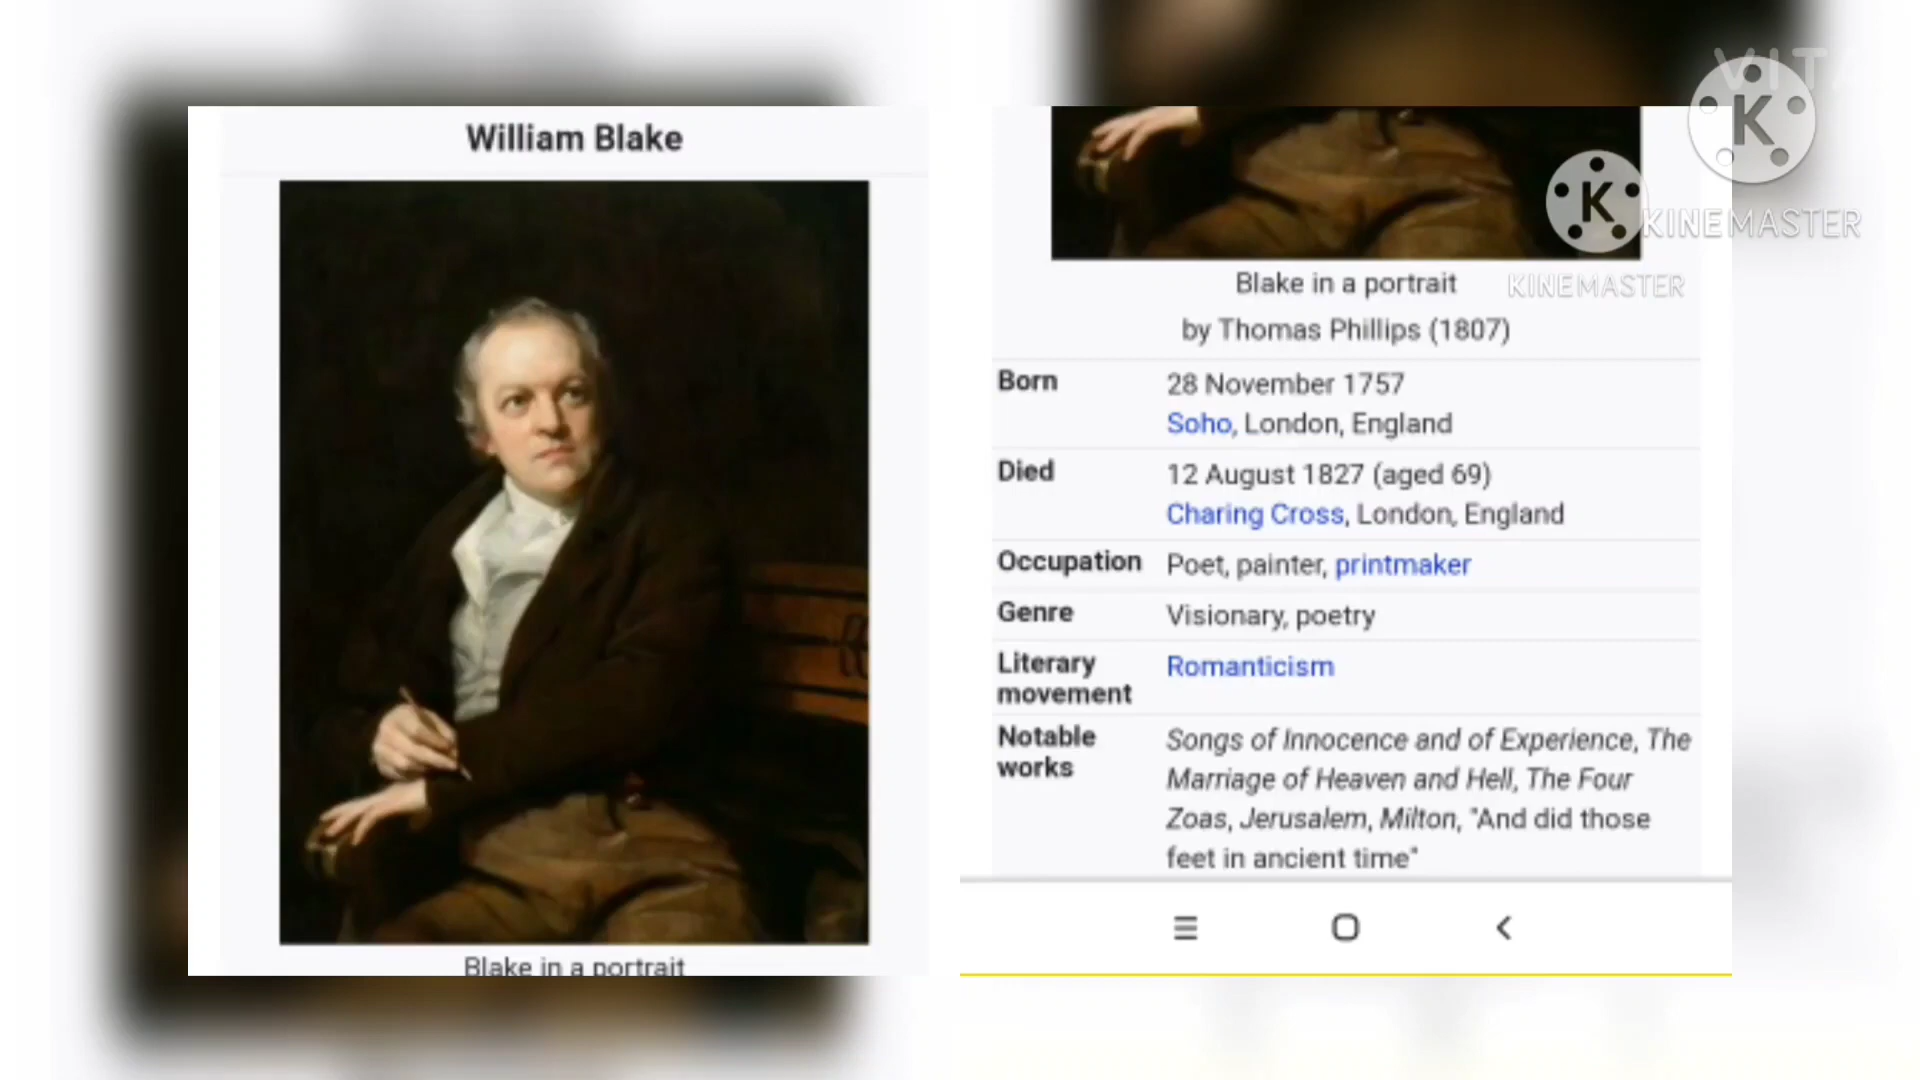 William Blake
Blake in a portrait
VITA
K
K
KINEMASTER
KINEMASTER
Blake in a portrait
by Thomas Phillips (1807)
Born 28 November 1757
Soho, London, England
Died 12 August 1827 (aged 69)
Charing Cross, London, England
Occupation Poet, painter, printmaker
Genre Visionary, poetry
Literary movement Romanticism
Notable works Songs of Innocence and of Experience, The
Marriage of Heaven and Hell, The Four
Zoas, Jerusalem, Milton, "And did those
feet in ancient time"